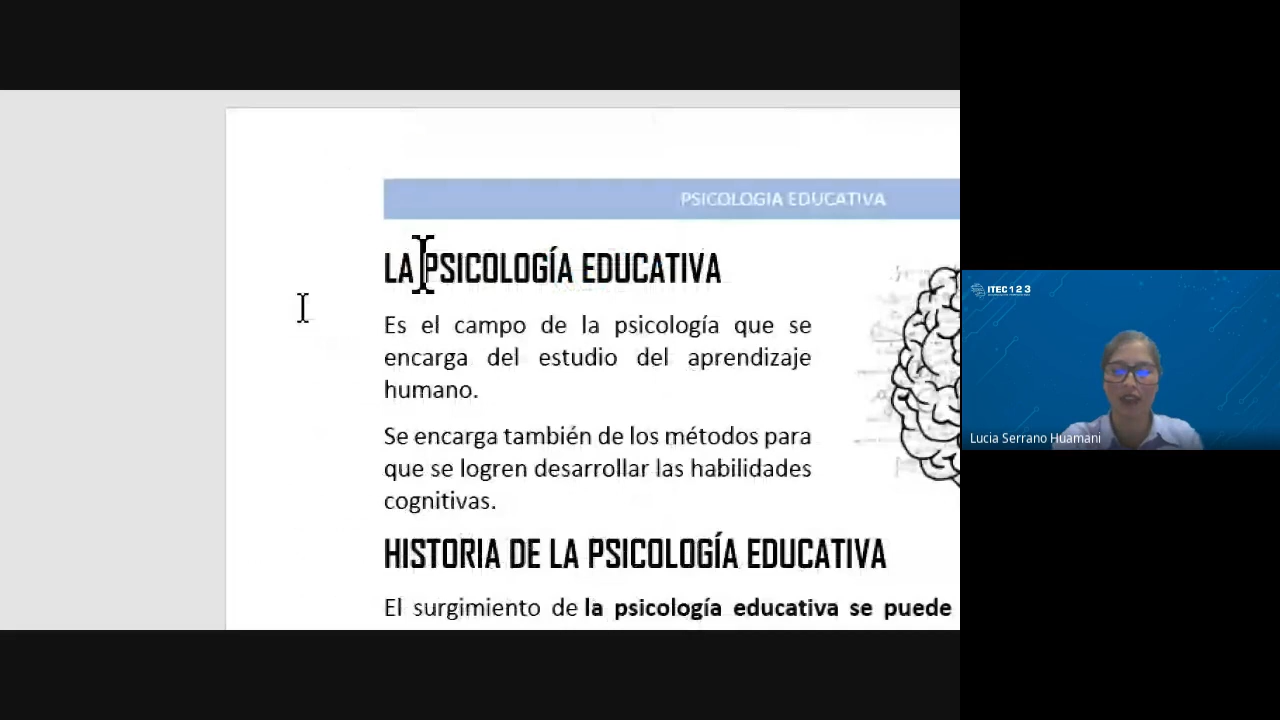 PSICOLOGIA EDUCATIVA
LA PSICOLOGÍA EDUCATIVA
Es el campo de la psicología que se
encarga del estudio del aprendizaje
humano.
Se encarga también de los métodos para
que se logren desarrollar las habilidades
cognitivas.
HISTORIA DE LA PSICOLOGÍA EDUCATIVA
El surgimiento de la psicología educativa se puede
ITEC 1 2 3
Lucia Serrano Huamani